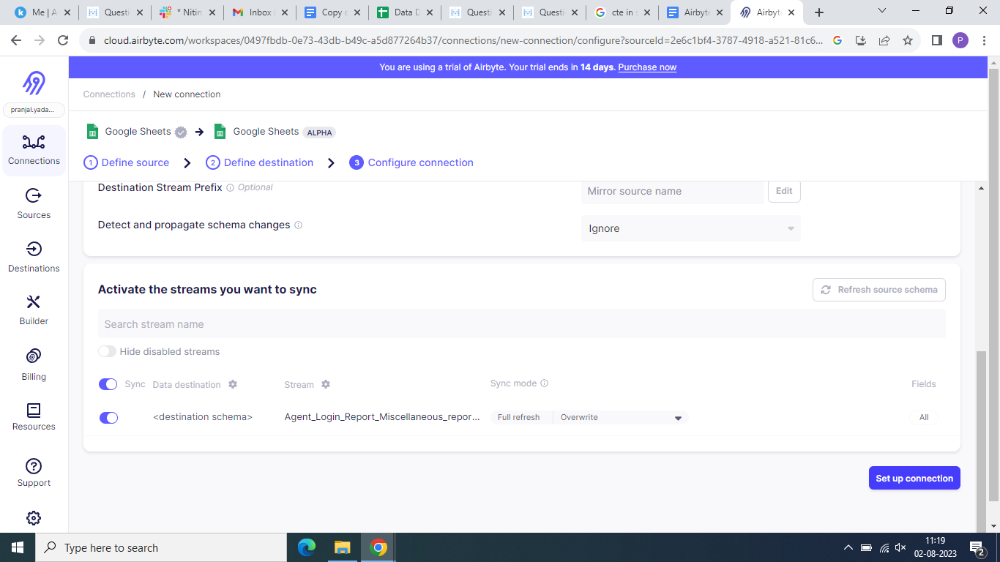 Me | A
Questi
* Nitin
Inbox
Copy c
Data D
Questi
Questi
cte in s
Airbyte
Airbyt
cloud.airbyte.com/workspaces/0497fbdb-0e73-43db-b49c-a5d877264b37/connections/new-connection/configure?sourceId=2e6c1bf4-3787-4918-a521-81c6...
P
You are using a trial of Airbyte. Your trial ends in 14 days. Purchase now
pranjal.yada...
Connections / New connection
Google Sheets → Google Sheets ALPHA
1 Define source > 2 Define destination > 3 Configure connection
Connections
Sources
Destinations
Builder
Billing
Resources
Support
Destination Stream Prefix Optional
Mirror source name
Edit
Detect and propagate schema changes
Ignore
Activate the streams you want to sync
Refresh source schema
Search stream name
Hide disabled streams
Sync Data destination Stream Sync mode Fields
<destination schema> Agent_Login_Report_Miscellaneous_repor... Full refresh Overwrite All
Set up connection
Type here to search
11:19
02-08-2023
2